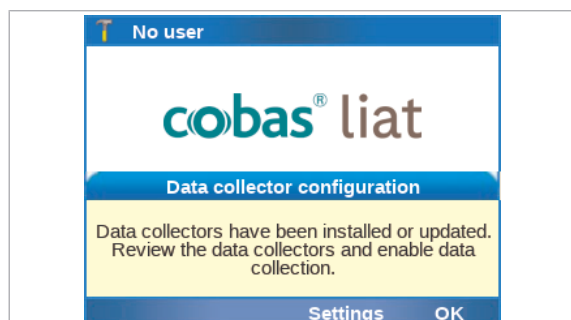 No user
cobas® liat
Data collector configuration
Data collectors have been installed or updated.
Review the data collectors and enable data
collection.
Settings OK